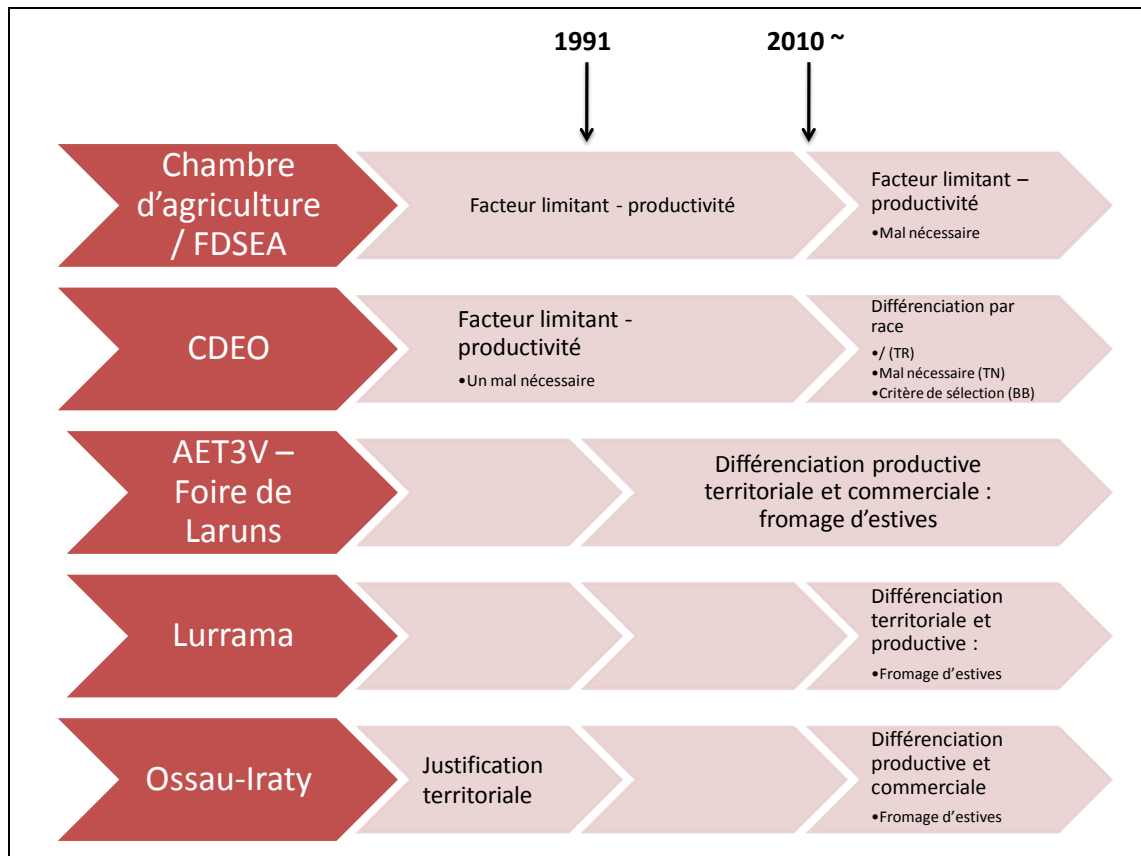 1991
2010 ~
Chambre
d’agriculture
/ FDSEA
Facteur limitant - productivité
Facteur limitant –
productivité
•Mal nécessaire
CDEO
Facteur limitant -
productivité
•Un mal nécessaire
Différenciation par
race
•/ (TR)
•Mal nécessaire (TN)
•Critère de sélection (BB)
AET3V –
Foire de
Laruns
Différenciation productive
territoriale et commerciale :
fromage d’estives
Lurrama
Différenciation
territoriale et
productive :
•Fromage d’estives
Ossau-Iraty
Justification
territoriale
Différenciation
productive et
commerciale
•Fromage d’estives